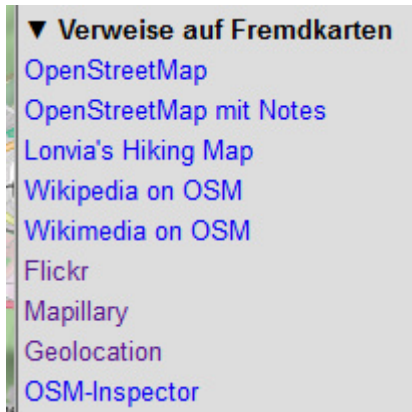 ▼ Verweise auf Fremdkarten
OpenStreetMap
OpenStreetMap mit Notes
Lonvia's Hiking Map
Wikipedia on OSM
Wikimedia on OSM
Flickr
Mapillary
Geolocation
OSM-Inspector